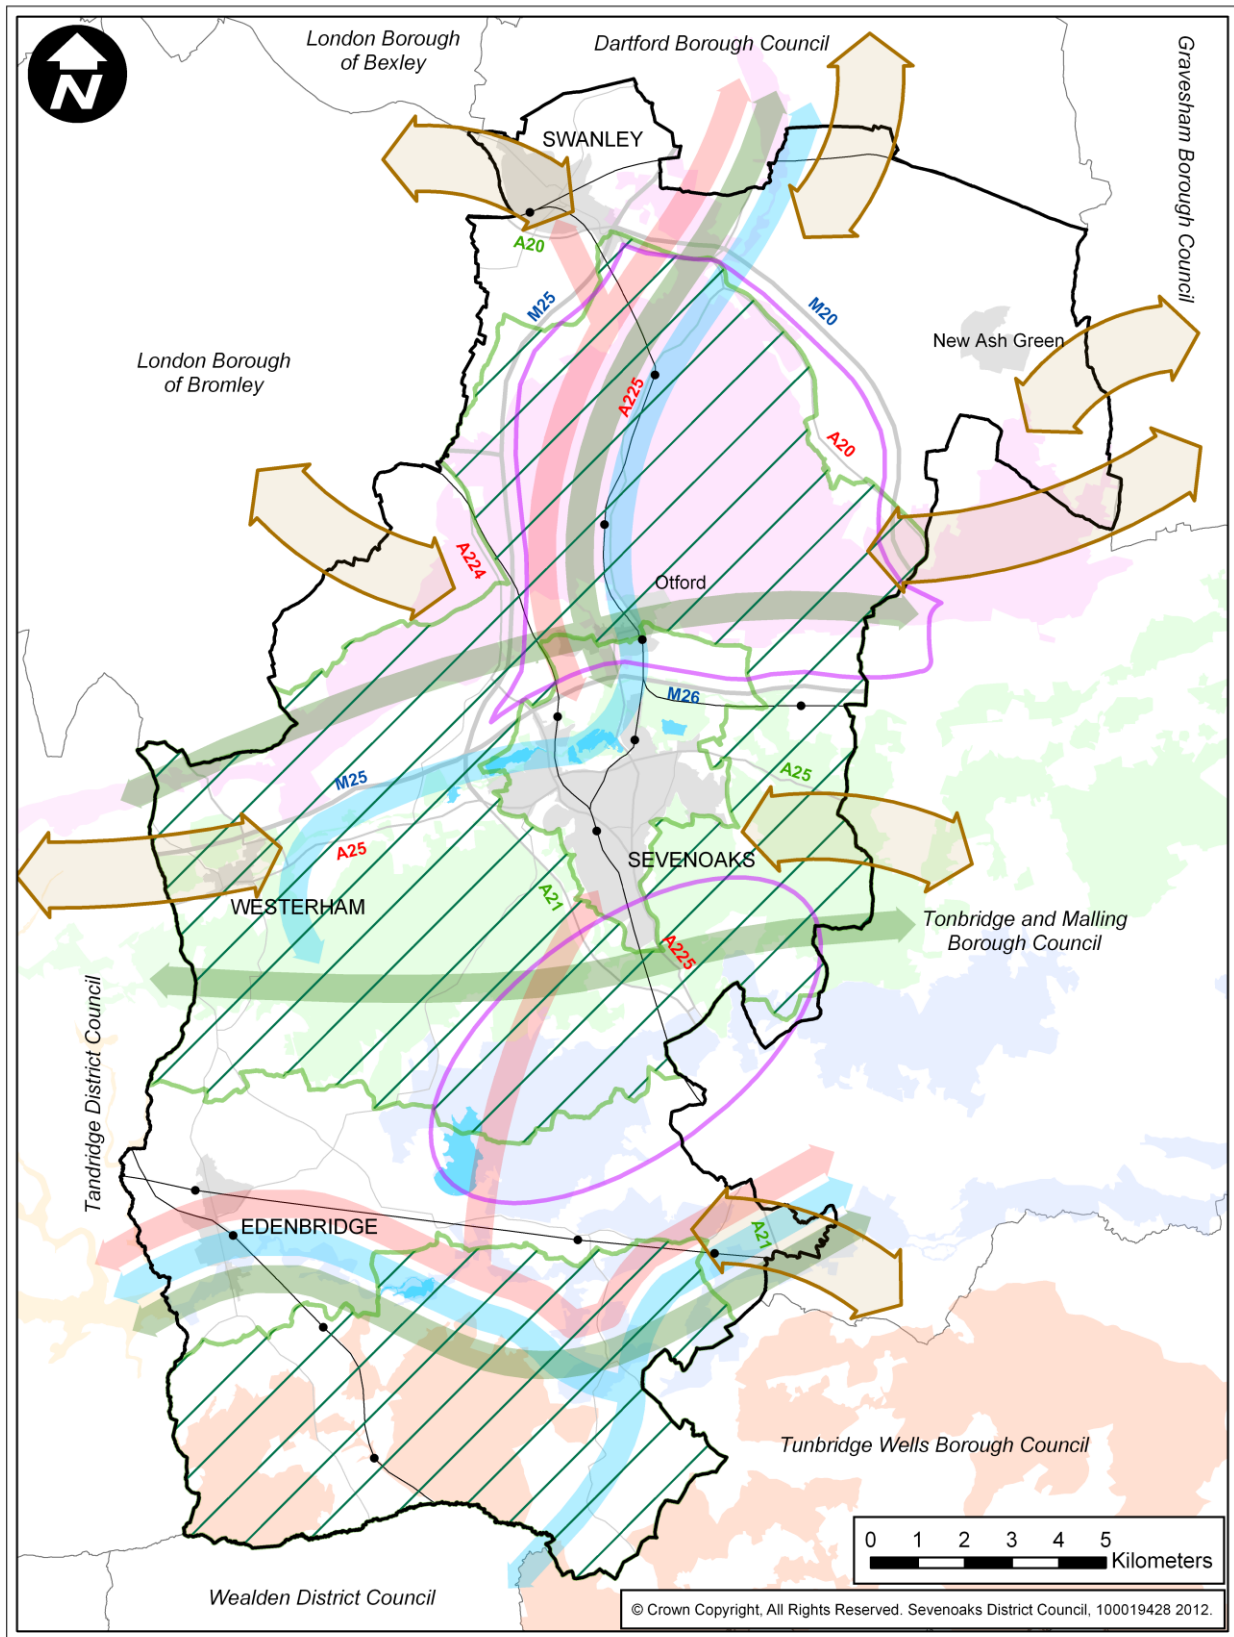 London Borough
of Bexley
Dartford Borough Council
Gravesham Borough Council
N
SWANLEY
A20
M25
M20
New Ash Green
London Borough
of Bromley
A225
A20
A224
Otford
M26
M25
A25
A25
SEVENOAKS
A21
WESTERHAM
A225
Tonbridge and Malling
Borough Council
Tandridge District Council
EDENBRIDGE
A21
Tunbridge Wells Borough Council
0 1 2 3 4 5
Kilometers
Wealden District Council
© Crown Copyright, All Rights Reserved. Sevenoaks District Council, 100019428 2012.